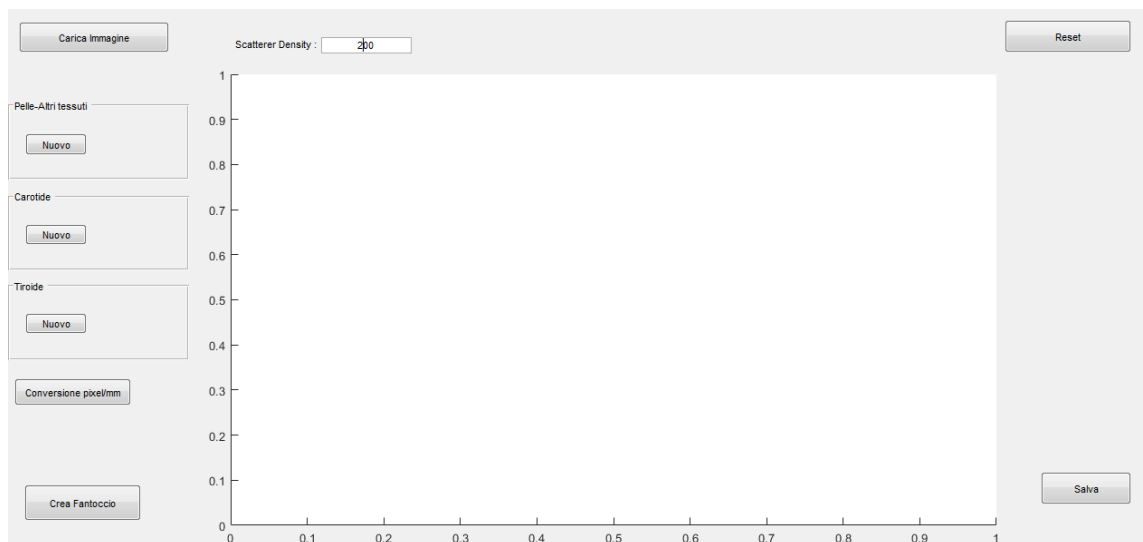 Carica Immagine
Scatterer Density : 200
Reset
Pelle-Altri tessuti
Nuovo
Carotide
Nuovo
Tiroide
Nuovo
Conversione pixel/mm
Crea Fantoccio
Salva
1
0.9
0.8
0.7
0.6
0.5
0.4
0.3
0.2
0.1
0
0 0.1 0.2 0.3 0.4 0.5 0.6 0.7 0.8 0.9 1